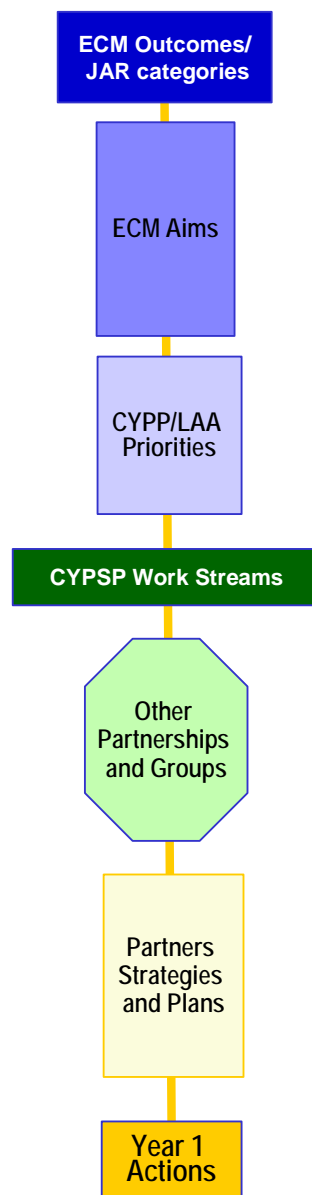 ECM Outcomes/
JAR categories
ECM Aims
CYPP/LAA
Priorities
CYPSP Work Streams
Other
Partnerships
and Groups
Partners
Strategies
and Plans
Year 1
Actions